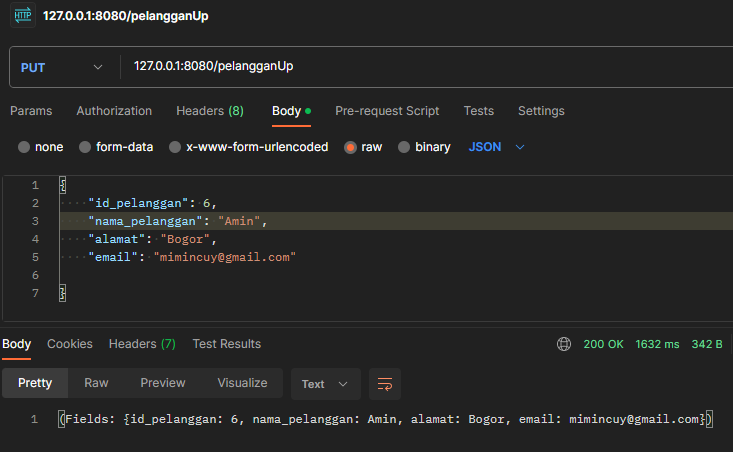 HTTP 127.0.0.1:8080/pelangganUp
PUT 127.0.0.1:8080/pelangganUp
Params Authorization Headers (8) Body Pre-request Script Tests Settings
none form-data x-www-form-urlencoded raw binary JSON
1 {
2 "id_pelanggan": 6,
3 "nama_pelanggan": "Amin",
4 "alamat": "Bogor",
5 "email": "mimincuy@gmail.com"
6
7 }
Body Cookies Headers (7) Test Results 200 OK 1632 ms 342 B
Pretty Raw Preview Visualize Text
1 (Fields: {id_pelanggan: 6, nama_pelanggan: Amin, alamat: Bogor, email: mimincuy@gmail.com})